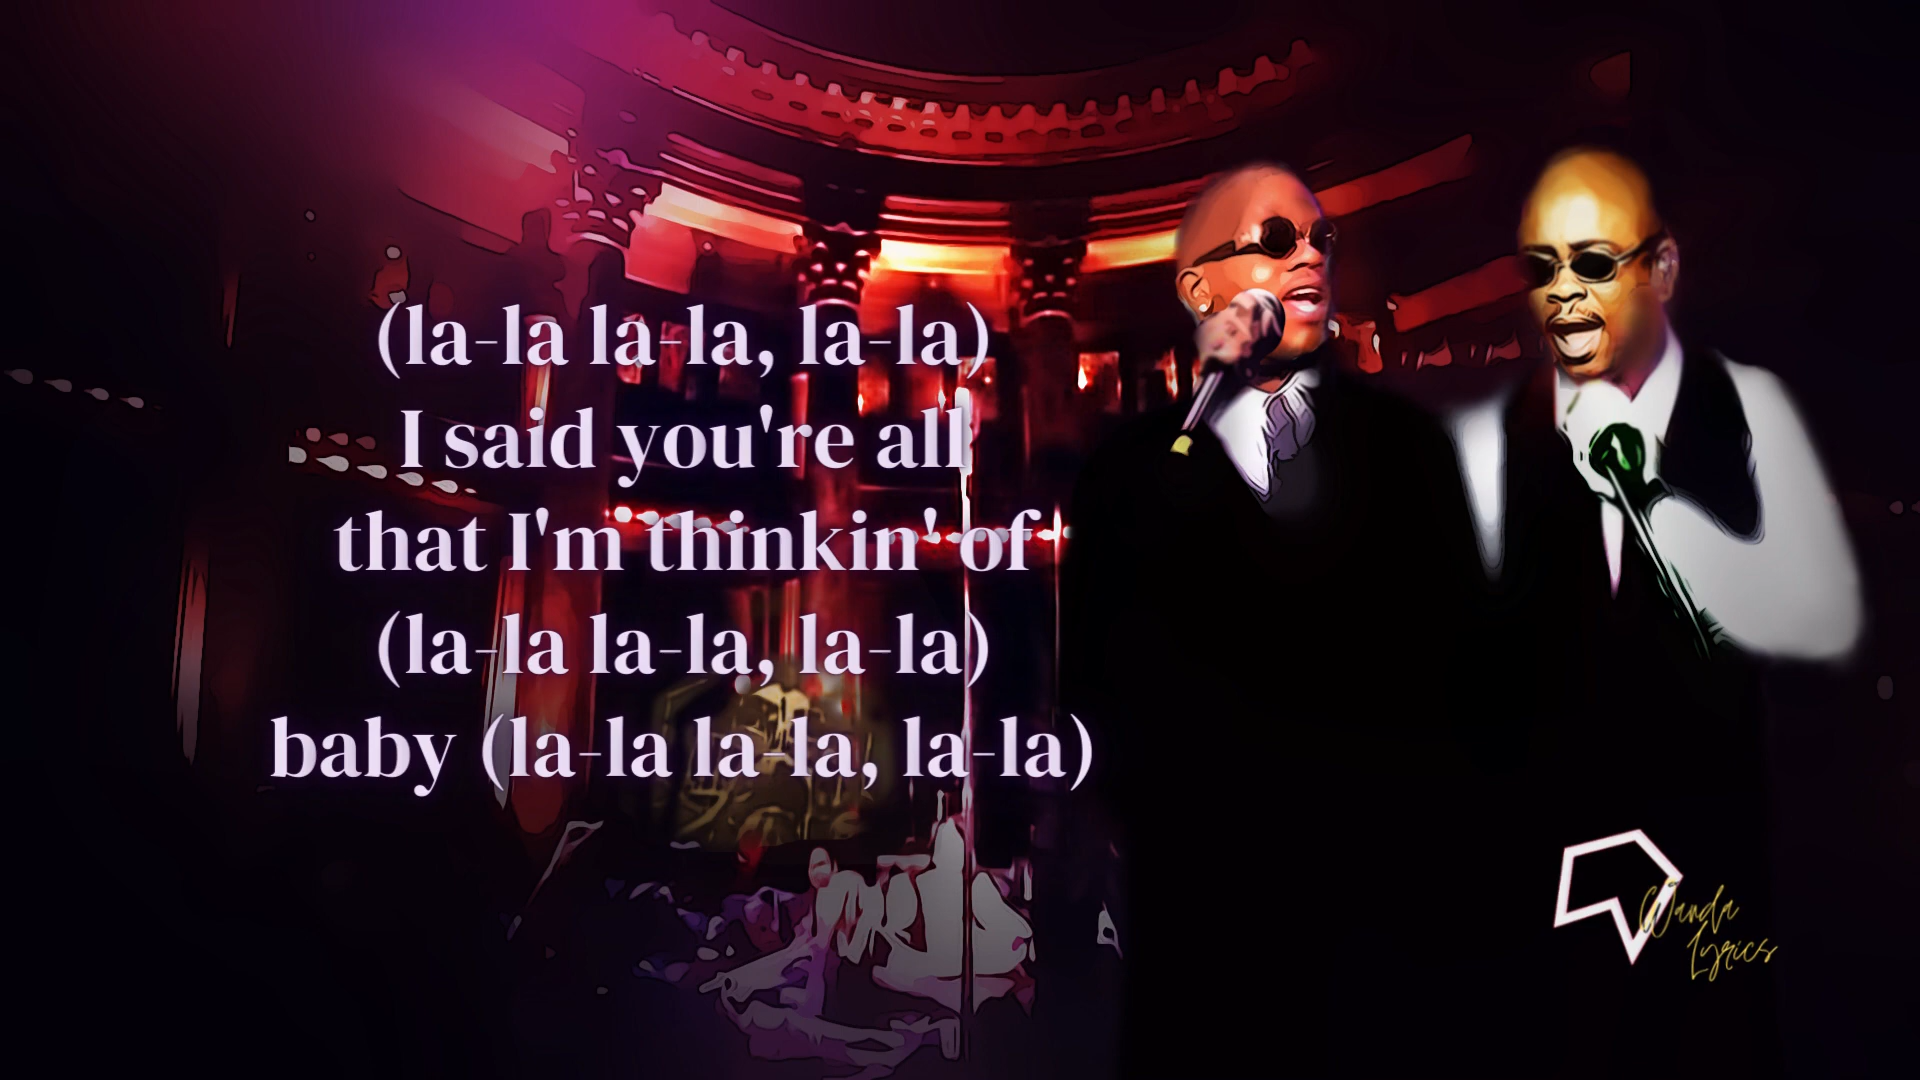 (la-la la-la, la-la)
I said you're all
that I'm thinkin' of
(la-la la-la, la-la)
baby (la-la la-la, la-la)
Wanda
Lyrics